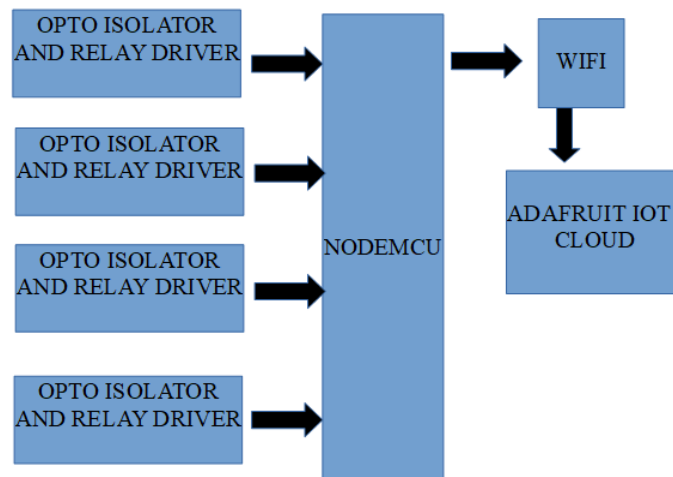 OPTO ISOLATOR
AND RELAY DRIVER
OPTO ISOLATOR
AND RELAY DRIVER
OPTO ISOLATOR
AND RELAY DRIVER
OPTO ISOLATOR
AND RELAY DRIVER
NODEMCU
WIFI
ADAFRUIT IOT
CLOUD